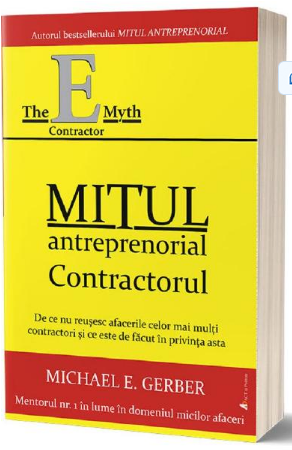 Autorul bestsellerului MITUL ANTREPRENORIAL
The E Myth
Contractor
MITUL
antreprenorial
Contractorul
De ce nu reușesc afacerile celor mai mulți
contractori și ce este de făcut în privința asta
MICHAEL E. GERBER
Mentorul nr. 1 în lume în domeniul micilor afaceri